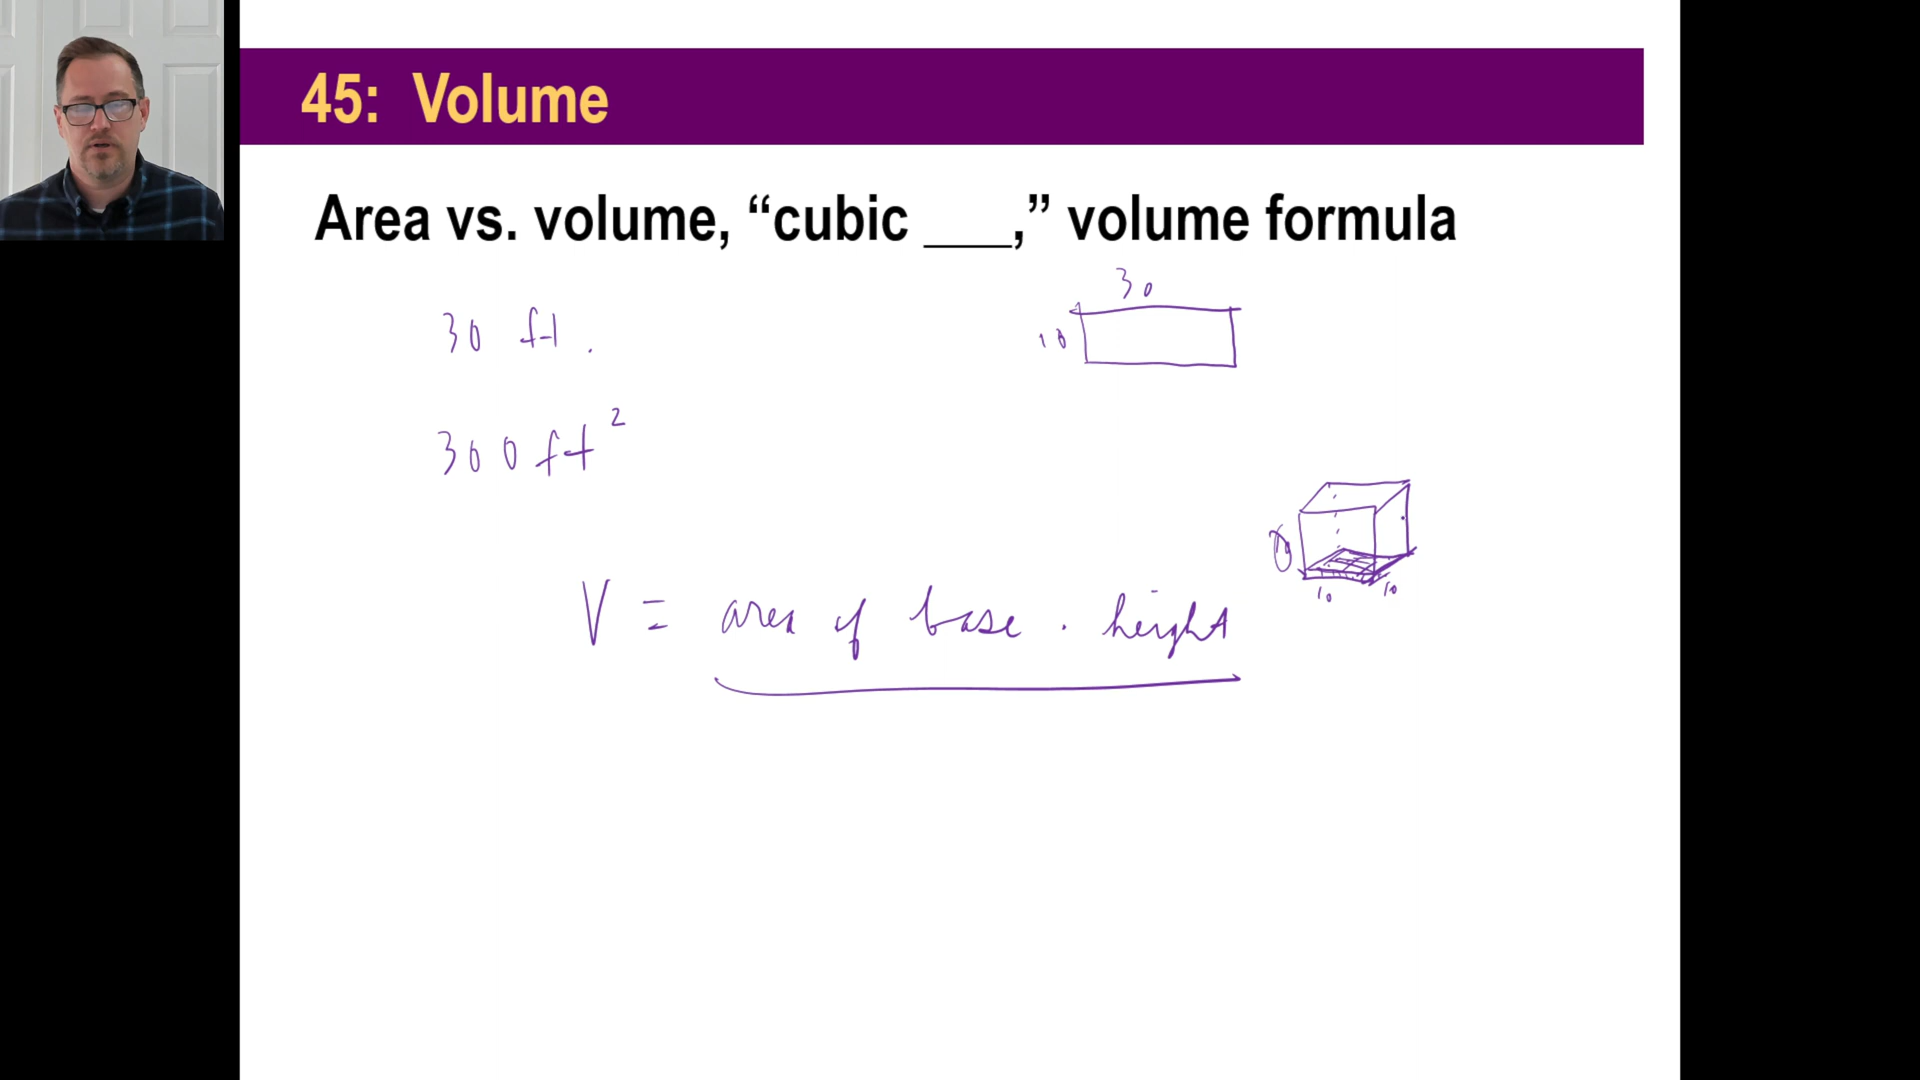 45: Volume
Area vs. volume, “cubic ___,” volume formula
30
30 ft.
10
300 ft²
10 10
V = area of base · height